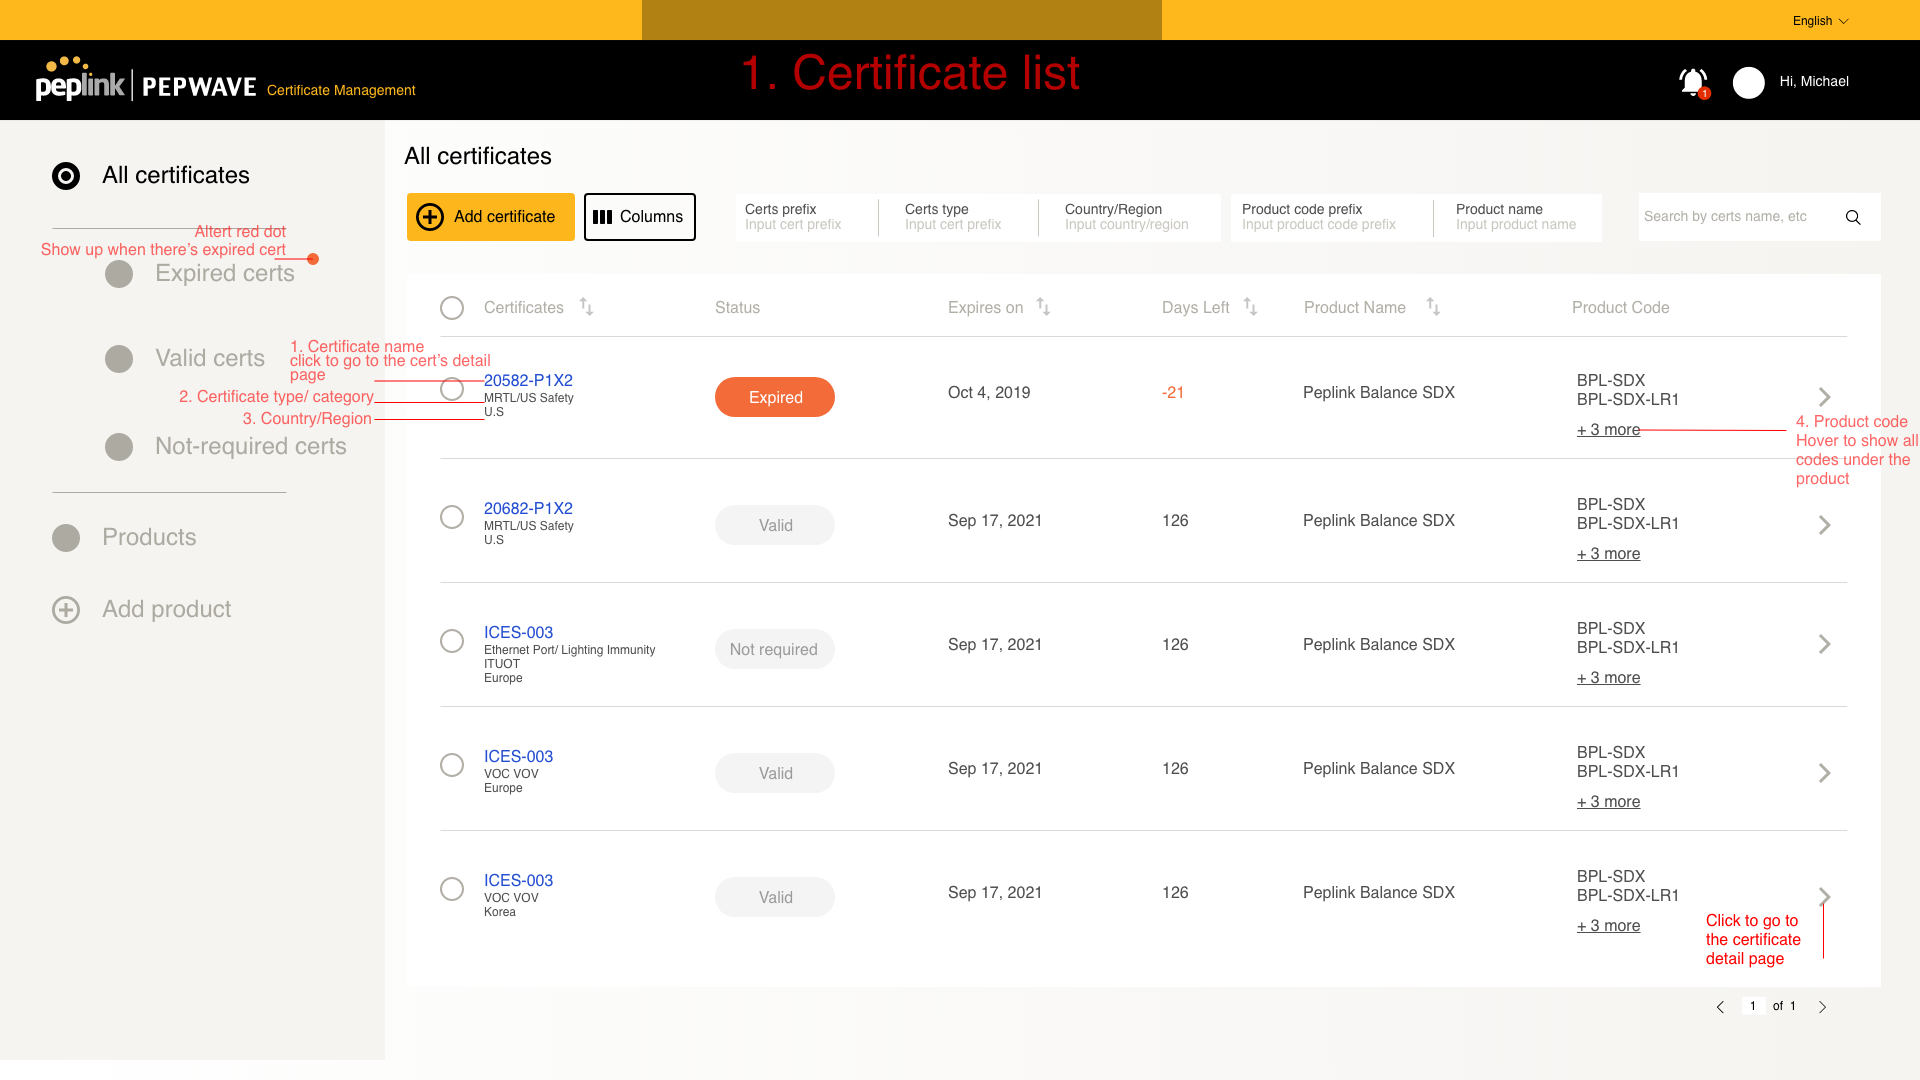 English
peplink | PEPWAVE Certificate Management
1. Certificate list
1
Hi, Michael
All certificates
Altert red dot
Show up when there's expired cert
Expired certs
Valid certs
Not-required certs
Products
Add product
All certificates
Add certificate
Columns
Certs prefix
Input cert prefix
Certs type
Input cert prefix
Country/Region
Input country/region
Product code prefix
Input product code prefix
Product name
Input product name
Search by certs name, etc
Certificates
Status
Expires on
Days Left
Product Name
Product Code
1. Certificate name
click to go to the cert's detail
page
2. Certificate type/ category
3. Country/Region
20582-P1X2
MRTL/US Safety
U.S
Expired
Oct 4, 2019
-21
Peplink Balance SDX
BPL-SDX
BPL-SDX-LR1
+ 3 more
4. Product code
Hover to show all
codes under the
product
20682-P1X2
MRTL/US Safety
U.S
Valid
Sep 17, 2021
126
Peplink Balance SDX
BPL-SDX
BPL-SDX-LR1
+ 3 more
ICES-003
Ethernet Port/ Lighting Immunity
ITUOT
Europe
Not required
Sep 17, 2021
126
Peplink Balance SDX
BPL-SDX
BPL-SDX-LR1
+ 3 more
ICES-003
VOC VOV
Europe
Valid
Sep 17, 2021
126
Peplink Balance SDX
BPL-SDX
BPL-SDX-LR1
+ 3 more
ICES-003
VOC VOV
Korea
Valid
Sep 17, 2021
126
Peplink Balance SDX
BPL-SDX
BPL-SDX-LR1
+ 3 more
Click to go to
the certificate
detail page
1 of 1